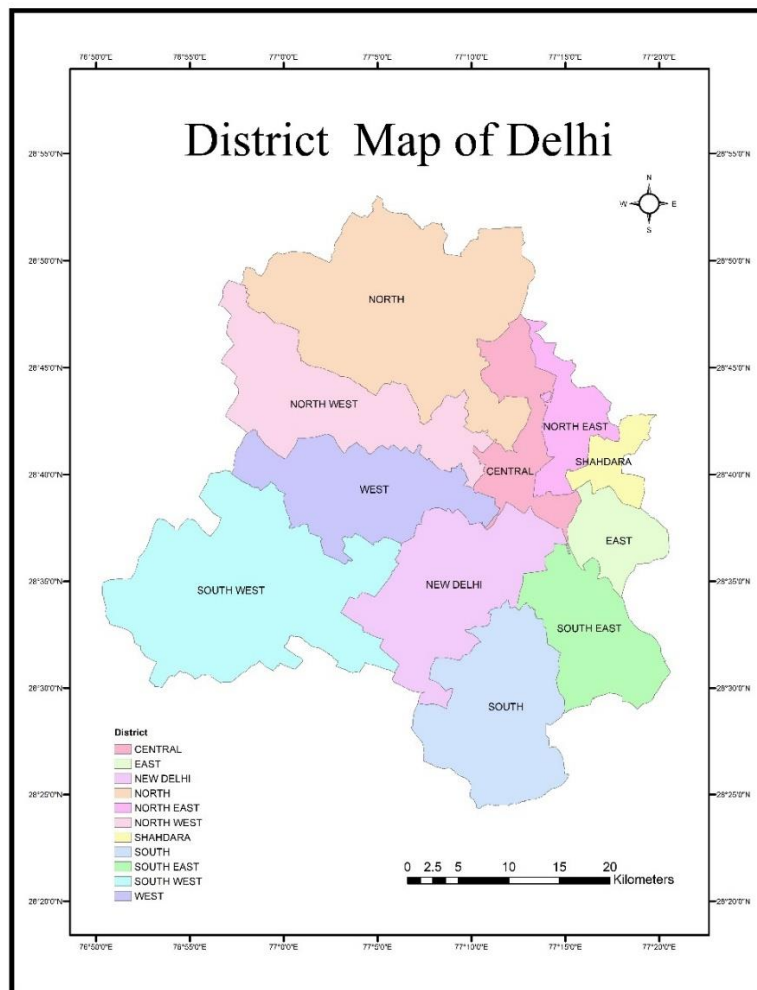 76°50'0"E 76°55'0"E 77°0'0"E 77°5'0"E 77°10'0"E 77°15'0"E 77°20'0"E
District Map of Delhi
28°55'0"N 28°55'0"N
N
W E
S
28°50'0"N 28°50'0"N
NORTH
28°45'0"N 28°45'0"N
NORTH WEST
NORTH EAST
SHAHDARA
CENTRAL
28°40'0"N 28°40'0"N
WEST
EAST
28°35'0"N 28°35'0"N
SOUTH WEST
NEW DELHI
SOUTH EAST
28°30'0"N 28°30'0"N
SOUTH
District
CENTRAL
EAST
NEW DELHI
NORTH
NORTH EAST
NORTH WEST
SHAHDARA
SOUTH
SOUTH EAST
SOUTH WEST
WEST
28°25'0"N 28°25'0"N
0 2.5 5 10 15 20
Kilometers
28°20'0"N 28°20'0"N
76°50'0"E 76°55'0"E 77°0'0"E 77°5'0"E 77°10'0"E 77°15'0"E 77°20'0"E